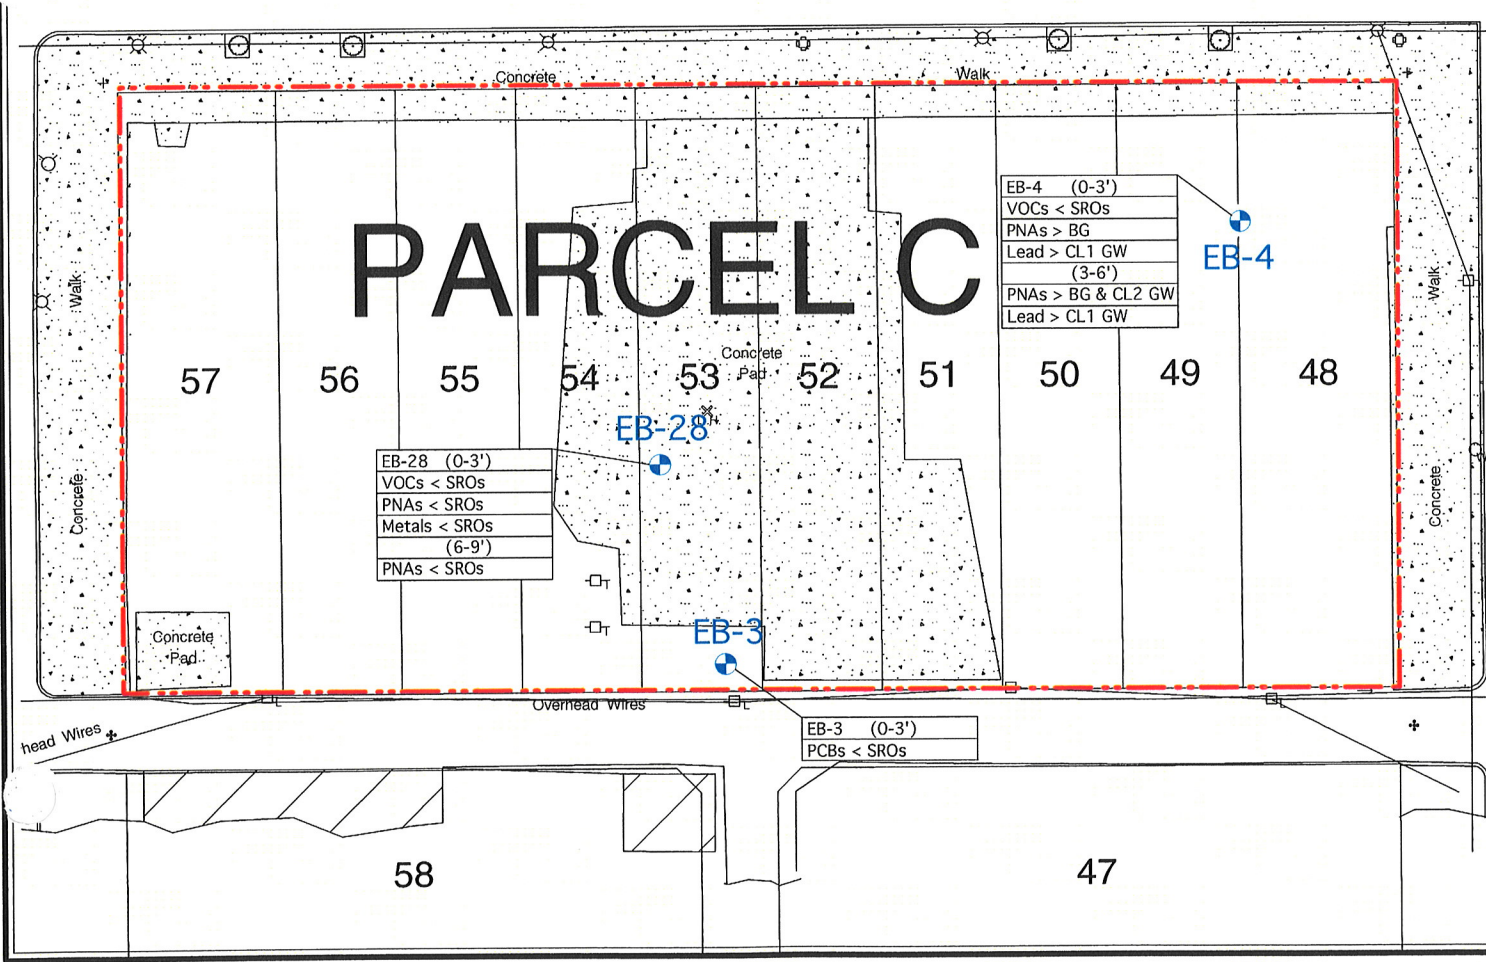 Concrete
Walk
EB-4 (0-3')
VOCs < SROs
PNAs > BG
Lead > CL1 GW
(3-6')
PNAs > BG & CL2 GW
Lead > CL1 GW
EB-4
PARCEL C
Walk
Walk
Concrete
Pad
57
56
55
54
53
52
51
50
49
48
EB-28
EB-28 (0-3')
VOCs < SROs
PNAs < SROs
Metals < SROs
(6-9')
PNAs < SROs
Concrete
Concrete
T
T
EB-3
Concrete
Pad
Overhead Wires
L
L
L
EB-3 (0-3')
PCBs < SROs
head Wires
58
47